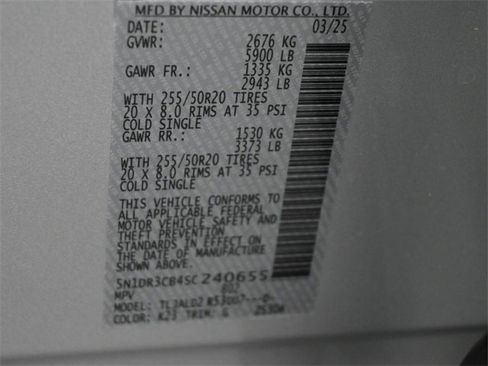 MFD BY NISSAN MOTOR CO., LTD.
DATE: 03/25
GVWR: 2676 KG
5900 LB
GAWR FR.: 1335 KG
2943 LB
WITH 255/50R20 TIRES
20 X 8.0 RIMS AT 35 PSI
COLD SINGLE
GAWR RR.: 1530 KG
3373 LB
WITH 255/50R20 TIRES
20 X 8.0 RIMS AT 35 PSI
COLD SINGLE
THIS VEHICLE CONFORMS TO
ALL APPLICABLE FEDERAL
MOTOR VEHICLE SAFETY AND
THEFT PREVENTION
STANDARDS IN EFFECT ON
THE DATE OF MANUFACTURE
SHOWN ABOVE.
5N1DR3CB4SC240655
MPV
MODEL:
COLOR: K23 TRIM: G